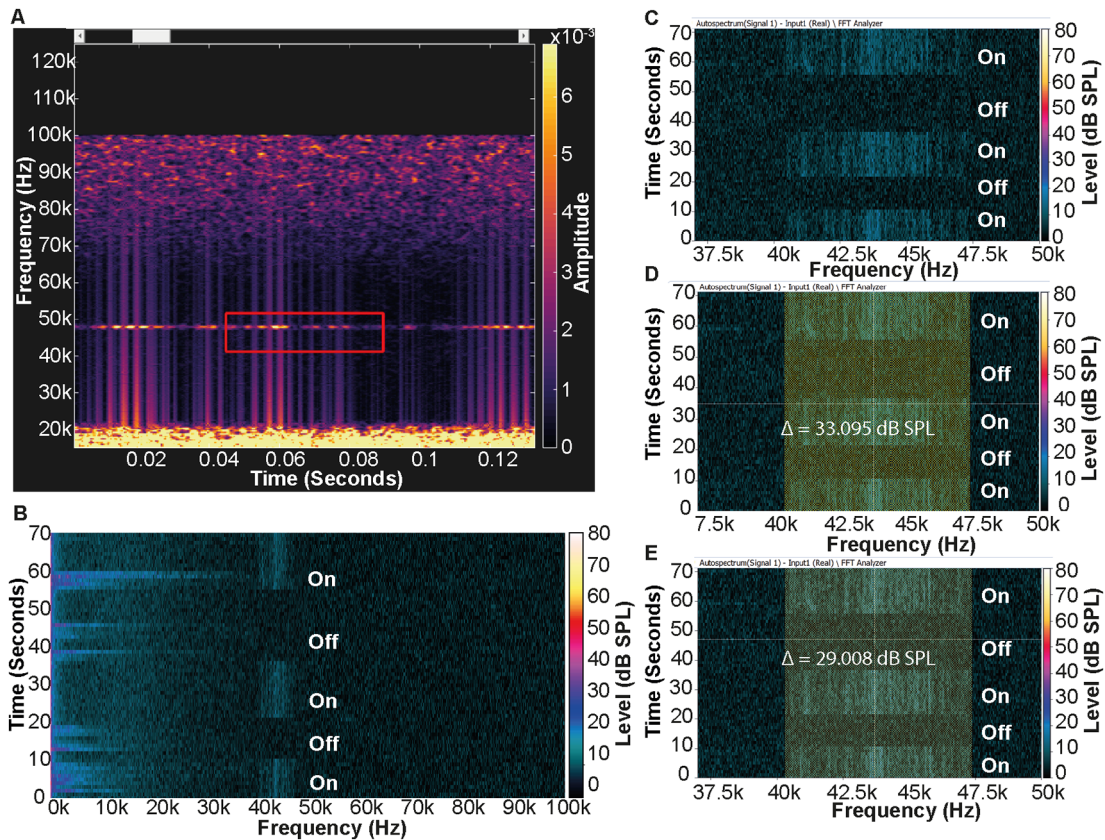 A
x10⁻³
120k
110k
100k
90k
80k
70k
60k
50k
40k
30k
20k
Frequency (Hz)
6
5
4
3
2
1
0
Amplitude
0.02
0.04
0.06
0.08
0.1
0.12
Time (Seconds)
B
70
60
50
40
30
20
10
0
Time (Seconds)
On
Off
On
Off
On
0k
10k
20k
30k
40k
50k
60k
70k
80k
90k
100k
Frequency (Hz)
80
70
60
50
40
30
20
10
0
Level (dB SPL)
C
Autospectrum(Signal 1) - Input1 (Real) \ FFT Analyzer
70
60
50
40
30
20
10
0
Time (Seconds)
On
Off
On
Off
On
37.5k
40k
42.5k
45k
47.5k
50k
Frequency (Hz)
80
70
60
50
40
30
20
10
0
Level (dB SPL)
D
Autospectrum(Signal 1) - Input1 (Real) \ FFT Analyzer
70
60
50
40
30
20
10
0
Time (Seconds)
On
Off
On
Δ = 33.095 dB SPL
Off
On
7.5k
40k
42.5k
45k
47.5k
50k
Frequency (Hz)
80
70
60
50
40
30
20
10
0
Level (dB SPL)
E
Autospectrum(Signal 1) - Input1 (Real) \ FFT Analyzer
70
60
50
40
30
20
10
0
Time (Seconds)
On
Off
Δ = 29.008 dB SPL
On
Off
On
37.5k
40k
42.5k
45k
47.5k
50k
Frequency (Hz)
80
70
60
50
40
30
20
10
0
Level (dB SPL)